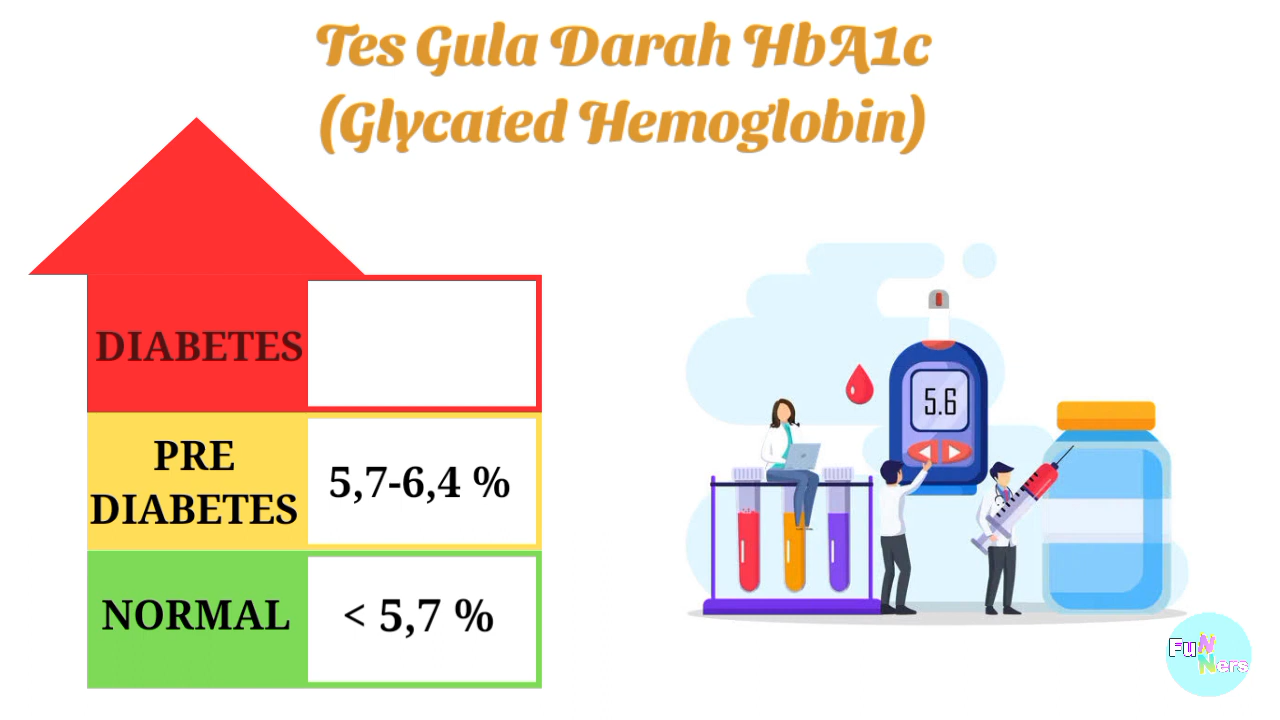 Tes Gula Darah HbA1c
(Glycated Hemoglobin)
DIABETES
PRE
DIABETES
5,7-6,4 %
NORMAL
< 5,7 %
5.6
FuN
Ners